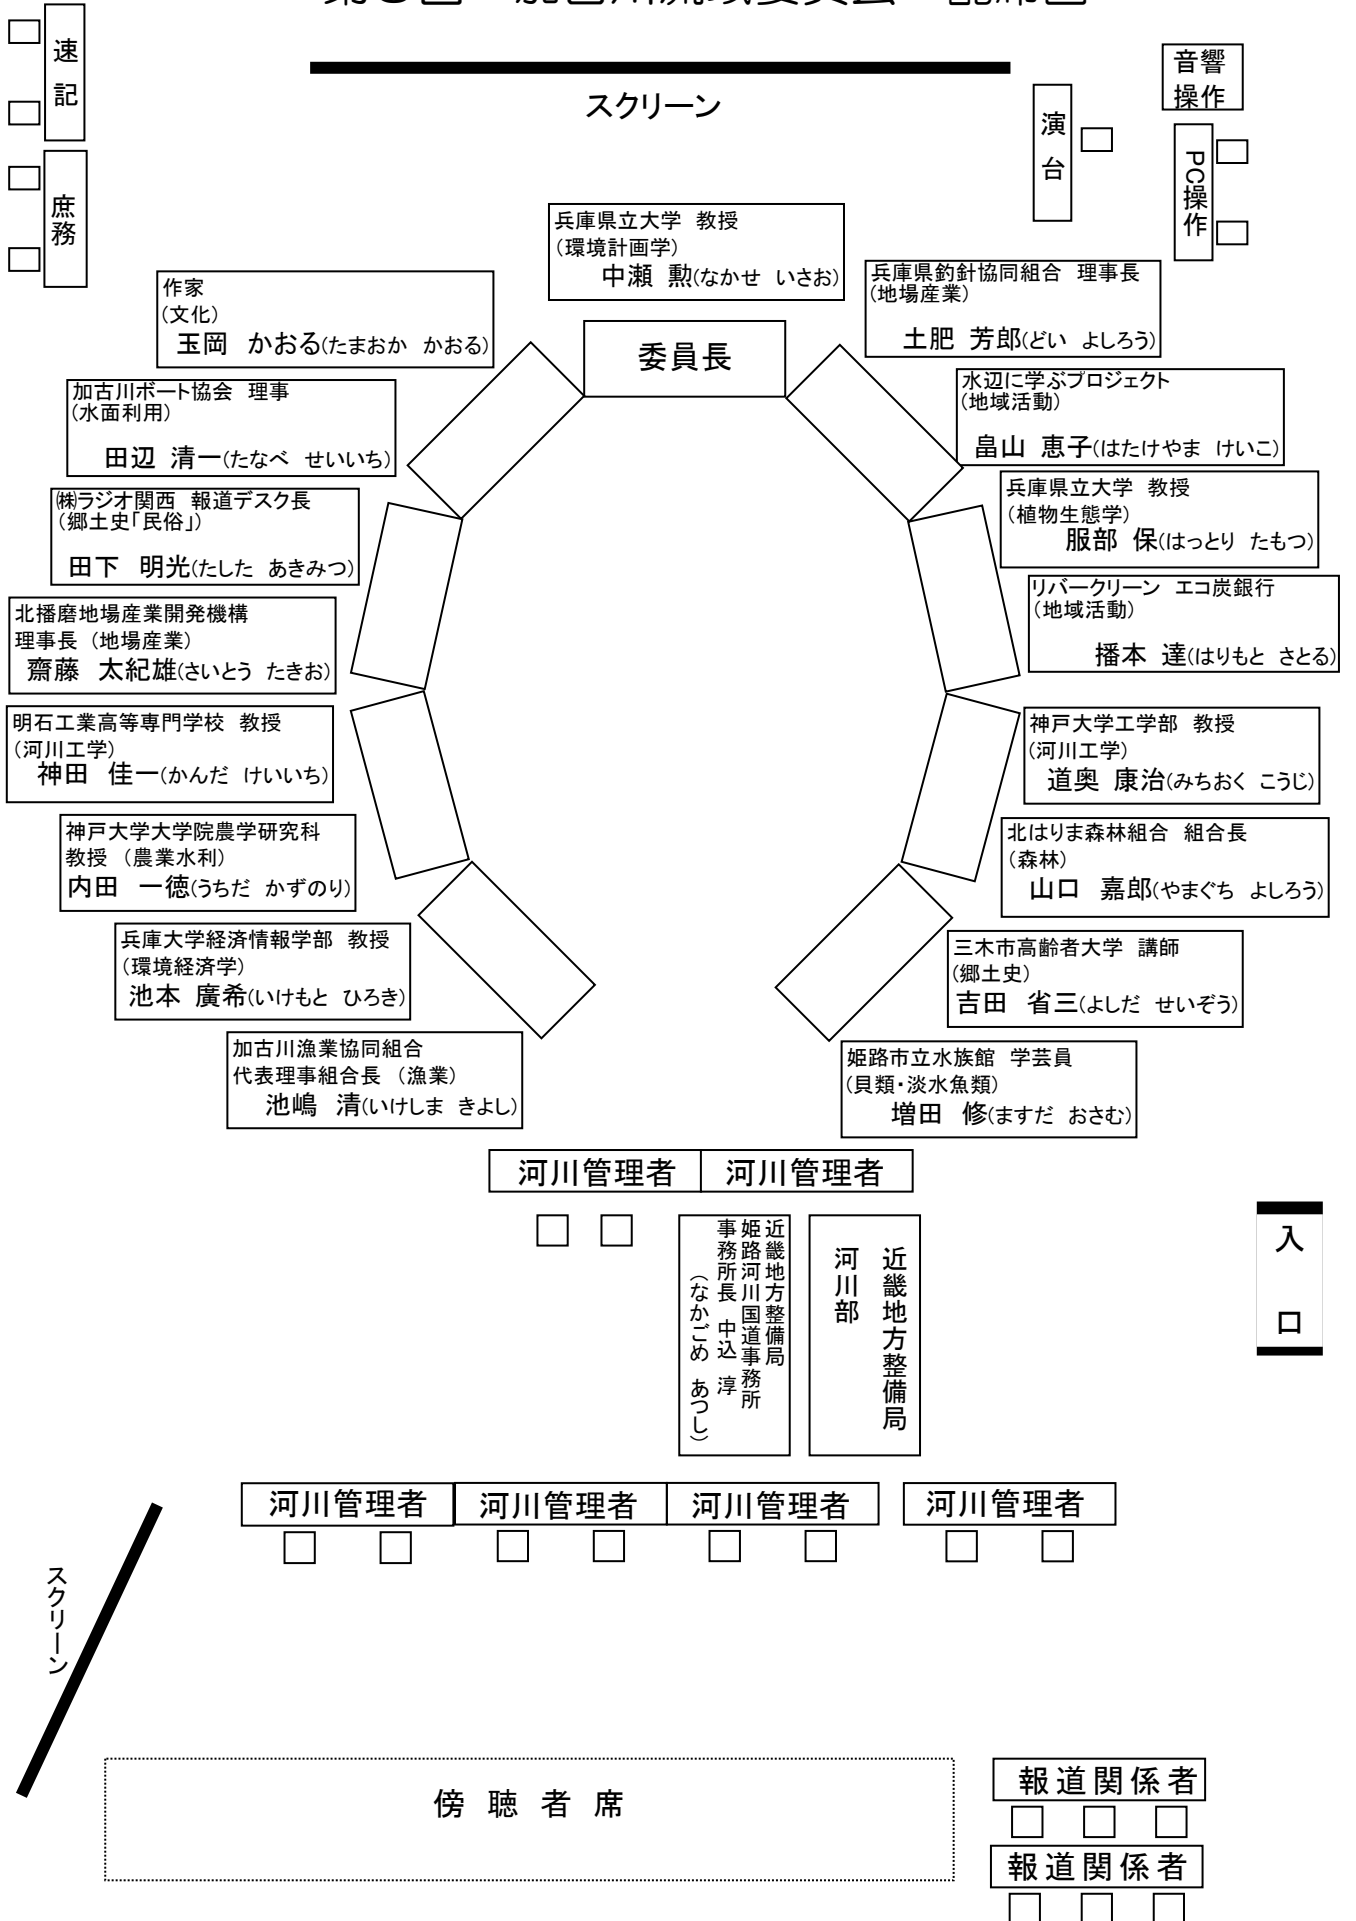 速記
庶務
スクリーン
演台
音響
操作
PC操作
兵庫県立大学 教授
(環境計画学)
中瀬 勲(なかせ いさお)
委員長
作家
(文化)
玉岡 かおる(たまおか かおる)
加古川ボート協会 理事
(水面利用)
田辺 清一(たなべ せいいち)
㈱ラジオ関西 報道デスク長
(郷土史「民俗」)
田下 明光(たした あきみつ)
北播磨地場産業開発機構
理事長 (地場産業)
齋藤 太紀雄(さいとう たきお)
明石工業高等専門学校 教授
(河川工学)
神田 佳一(かんだ けいいち)
神戸大学大学院農学研究科
教授 (農業水利)
内田 一徳(うちだ かずのり)
兵庫大学経済情報学部 教授
(環境経済学)
池本 廣希(いけもと ひろき)
加古川漁業協同組合
代表理事組合長 (漁業)
池嶋 清(いけしま きよし)
兵庫県釣針協同組合 理事長
(地場産業)
土肥 芳郎(どい よしろう)
水辺に学ぶプロジェクト
(地域活動)
畠山 恵子(はたけやま けいこ)
兵庫県立大学 教授
(植物生態学)
服部 保(はっとり たもつ)
リバークリーン エコ炭銀行
(地域活動)
播本 達(はりもと さとる)
神戸大学工学部 教授
(河川工学)
道奥 康治(みちおく こうじ)
北はりま森林組合 組合長
(森林)
山口 嘉郎(やまぐち よしろう)
三木市高齢者大学 講師
(郷土史)
吉田 省三(よしだ せいぞう)
姫路市立水族館 学芸員
(貝類・淡水魚類)
増田 修(ますだ おさむ)
河川管理者
河川管理者
近畿地方整備局
姫路河川国道事務所
事務所長 中込 淳
(なかごめ あつし)
近畿地方整備局
河川部
入口
河川管理者
河川管理者
河川管理者
河川管理者
スクリーン
傍聴者席
報道関係者
報道関係者